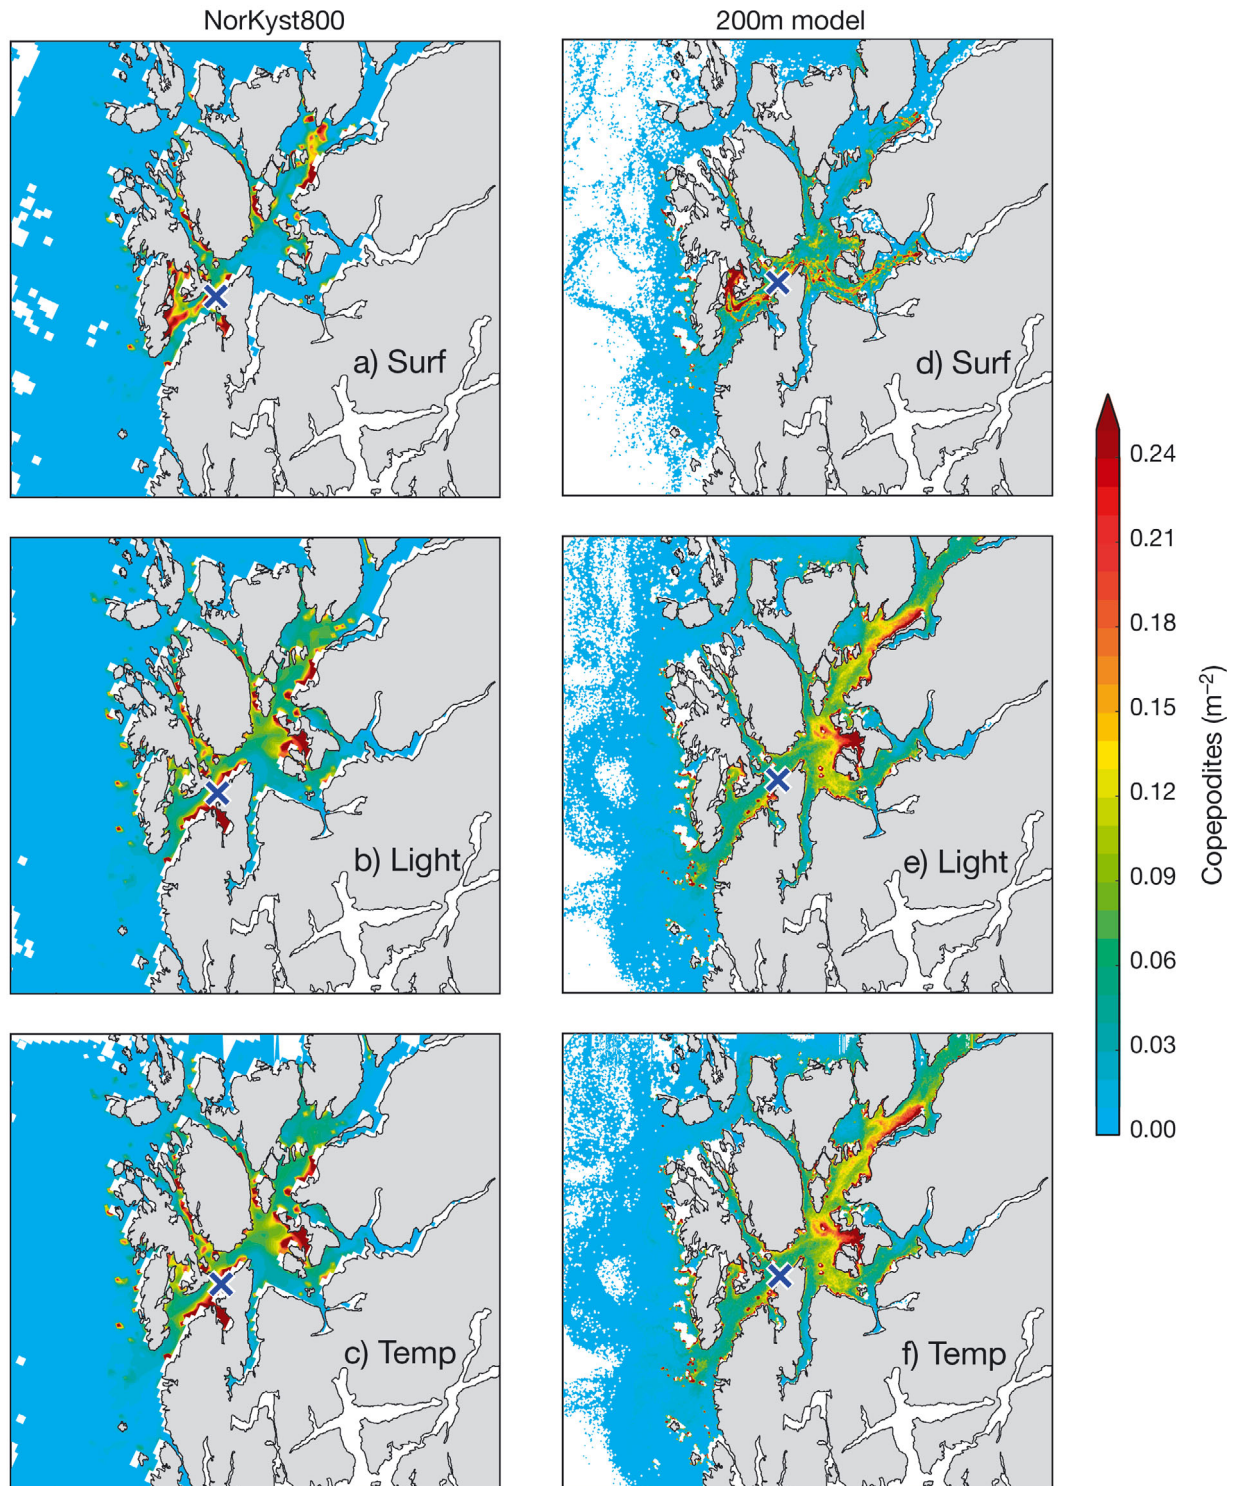 NorKyst800
200m model
a) Surf
d) Surf
b) Light
e) Light
c) Temp
f) Temp
0.24
0.21
0.18
0.15
0.12
0.09
0.06
0.03
0.00
Copepodites (m⁻²)